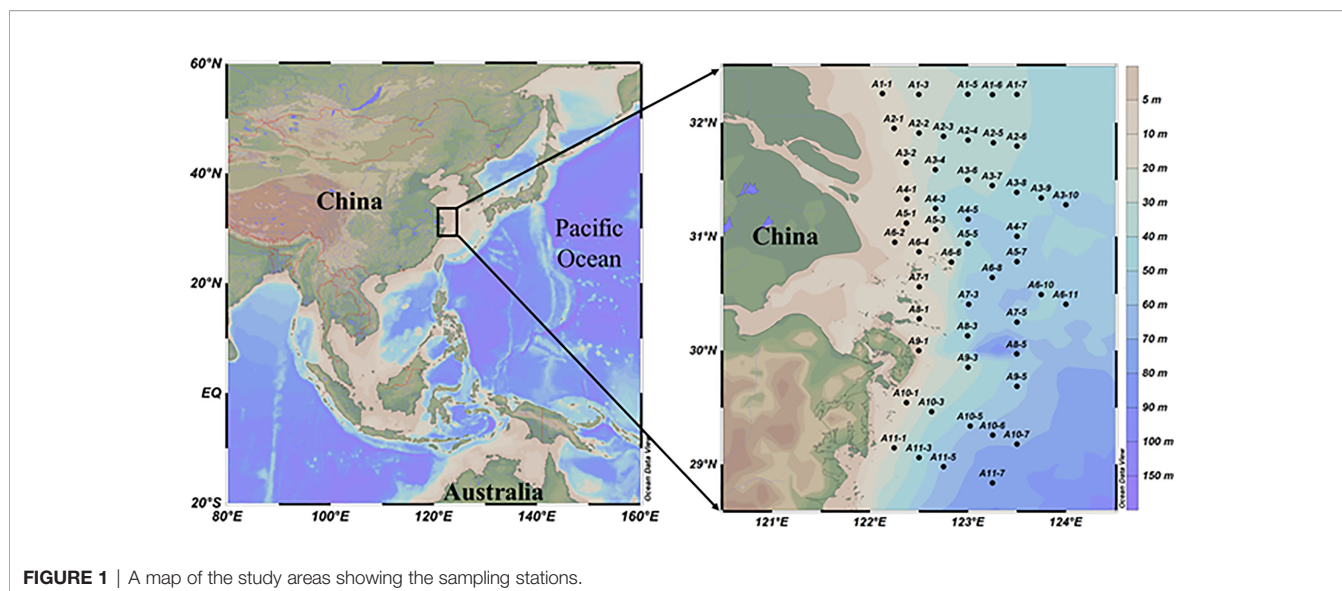 60°N
40°N
20°N
EQ
20°S
80°E
100°E
120°E
140°E
160°E
China
Pacific
Ocean
Australia
Ocean Data View
32°N
31°N
30°N
29°N
121°E
122°E
123°E
124°E
China
A1-1 A1-3 A1-5 A1-6 A1-7
A2-1 A2-2 A2-3 A2-4 A2-5 A2-6
A3-2 A3-4 A3-6 A3-7 A3-8 A3-9 A3-10
A4-1 A4-3 A4-5 A4-7
A5-1 A5-3 A5-5 A5-7
A6-2 A6-4 A6-6 A6-8 A6-10 A6-11
A7-1 A7-3 A7-5
A8-1 A8-3 A8-5
A9-1 A9-3 A9-5
A10-1 A10-3 A10-5 A10-6 A10-7
A11-1 A11-3 A11-5 A11-7
Ocean Data View
5 m
10 m
20 m
30 m
40 m
50 m
60 m
70 m
80 m
90 m
100 m
150 m
FIGURE 1 | A map of the study areas showing the sampling stations.